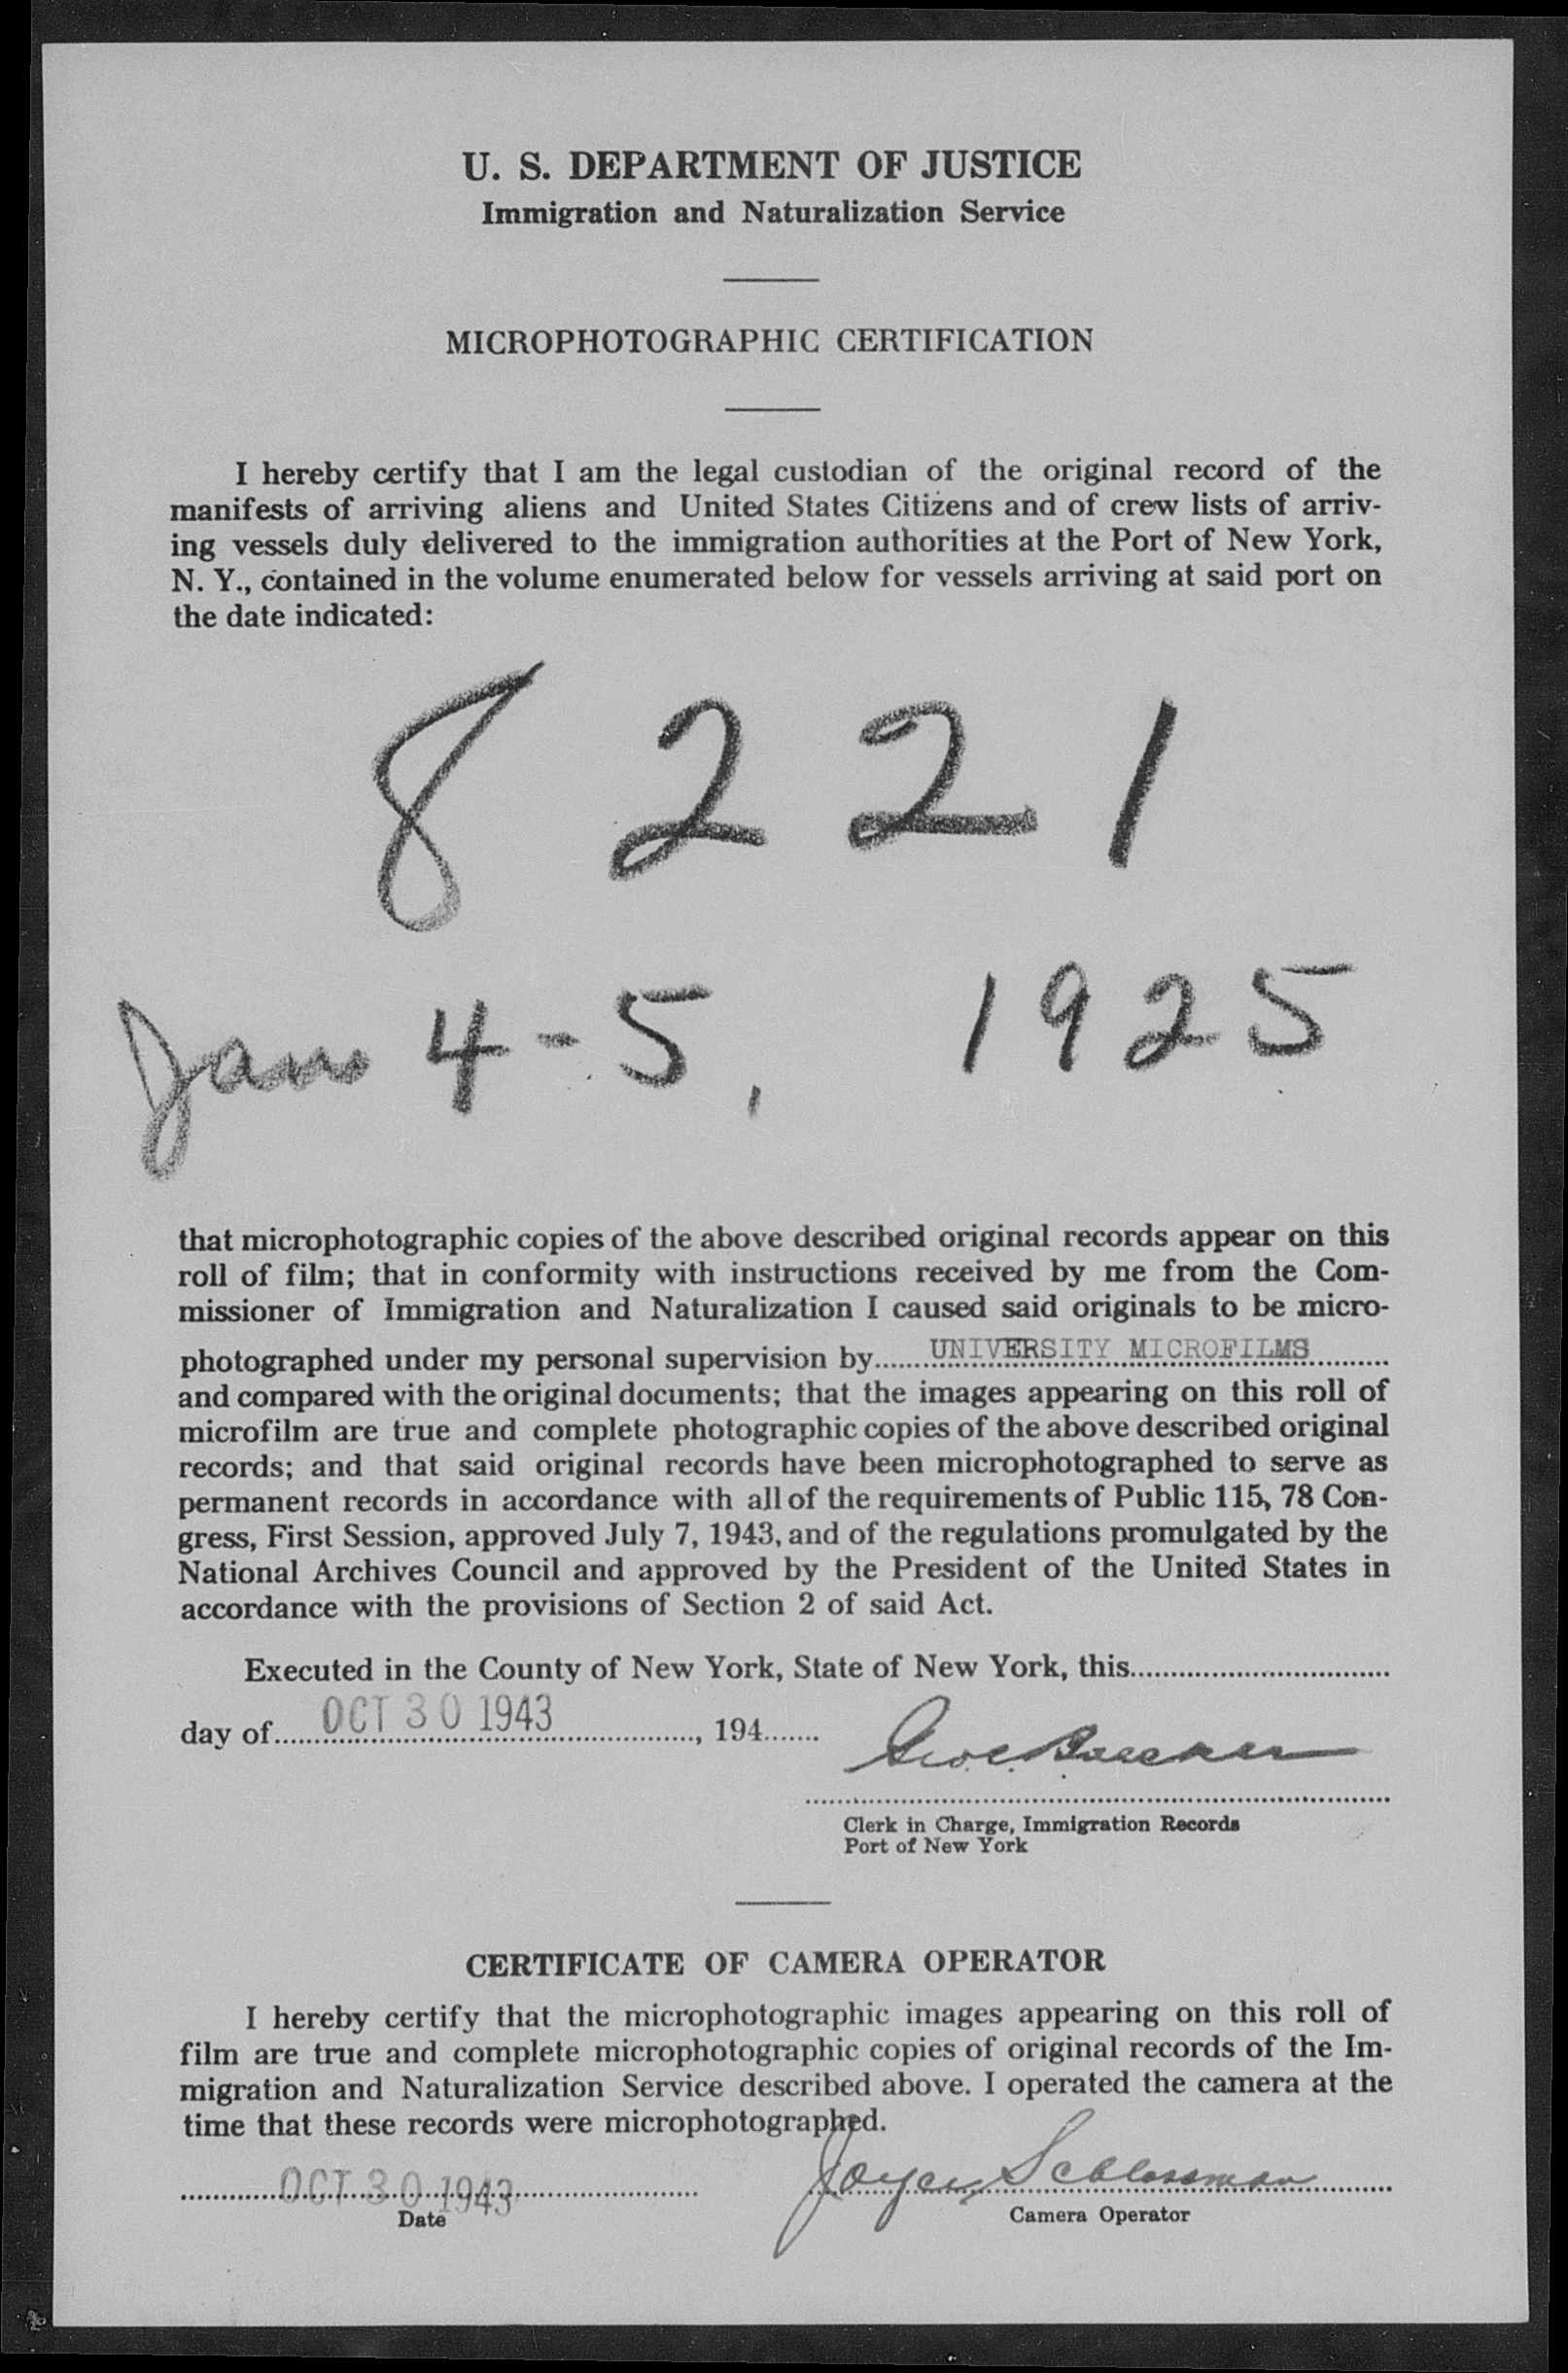 U. S. DEPARTMENT OF JUSTICE
Immigration and Naturalization Service
MICROPHOTOGRAPHIC CERTIFICATION
I hereby certify that I am the legal custodian of the original record of the
manifests of arriving aliens and United States Citizens and of crew lists of arriv-
ing vessels duly delivered to the immigration authorities at the Port of New York,
N. Y., contained in the volume enumerated below for vessels arriving at said port on
the date indicated:
8 2 2 1
Jan 4-5, 1925
that microphotographic copies of the above described original records appear on this
roll of film; that in conformity with instructions received by me from the Com-
missioner of Immigration and Naturalization I caused said originals to be micro-
photographed under my personal supervision by UNIVERSITY MICROFILMS
and compared with the original documents; that the images appearing on this roll of
microfilm are true and complete photographic copies of the above described original
records; and that said original records have been microphotographed to serve as
permanent records in accordance with all of the requirements of Public 115, 78 Con-
gress, First Session, approved July 7, 1943, and of the regulations promulgated by the
National Archives Council and approved by the President of the United States in
accordance with the provisions of Section 2 of said Act.
Executed in the County of New York, State of New York, this
day of OCT 30 1943, 194
Clerk in Charge, Immigration Records
Port of New York
CERTIFICATE OF CAMERA OPERATOR
I hereby certify that the microphotographic images appearing on this roll of
film are true and complete microphotographic copies of original records of the Im-
migration and Naturalization Service described above. I operated the camera at the
time that these records were microphotographed.
OCT 30 1943 Joyce Schlossman
Date Camera Operator